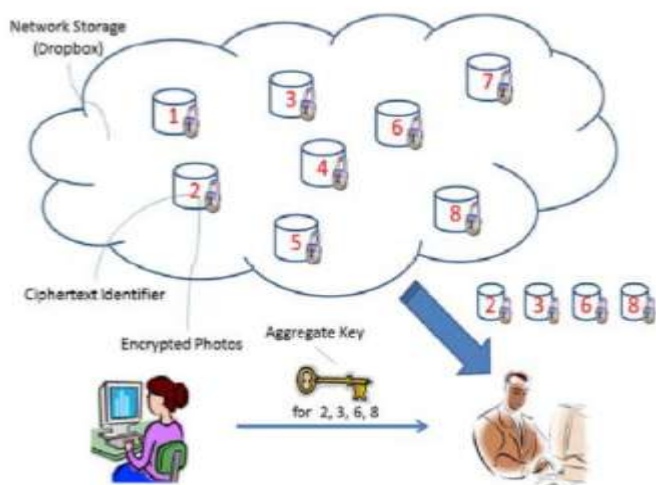 Network Storage
(Dropbox)
1
3
7
6
2
4
8
5
Ciphertext Identifier
Encrypted Photos
2
3
6
8
Aggregate Key
for 2, 3, 6, 8